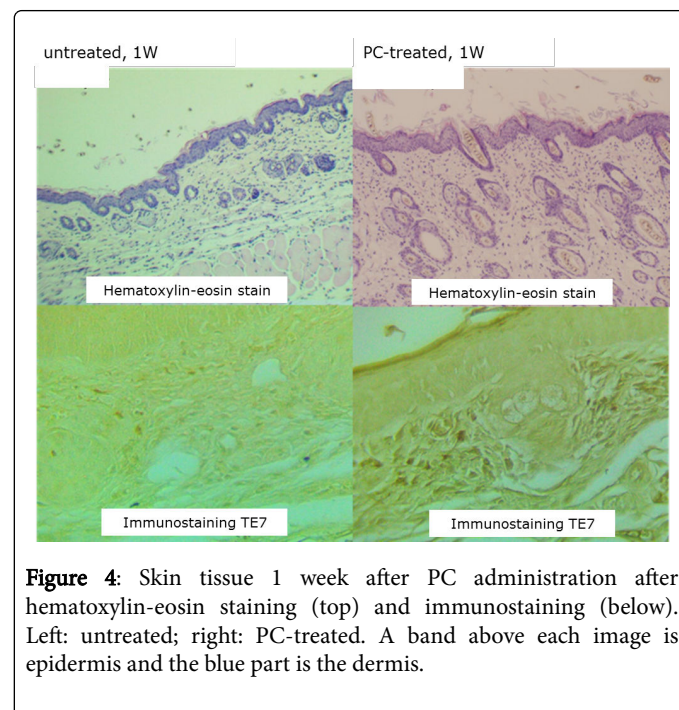 untreated, 1W
PC-treated, 1W
Hematoxylin-eosin stain
Hematoxylin-eosin stain
Immunostaining TE7
Immunostaining TE7
Figure 4: Skin tissue 1 week after PC administration after
hematoxylin-eosin staining (top) and immunostaining (below).
Left: untreated; right: PC-treated. A band above each image is
epidermis and the blue part is the dermis.